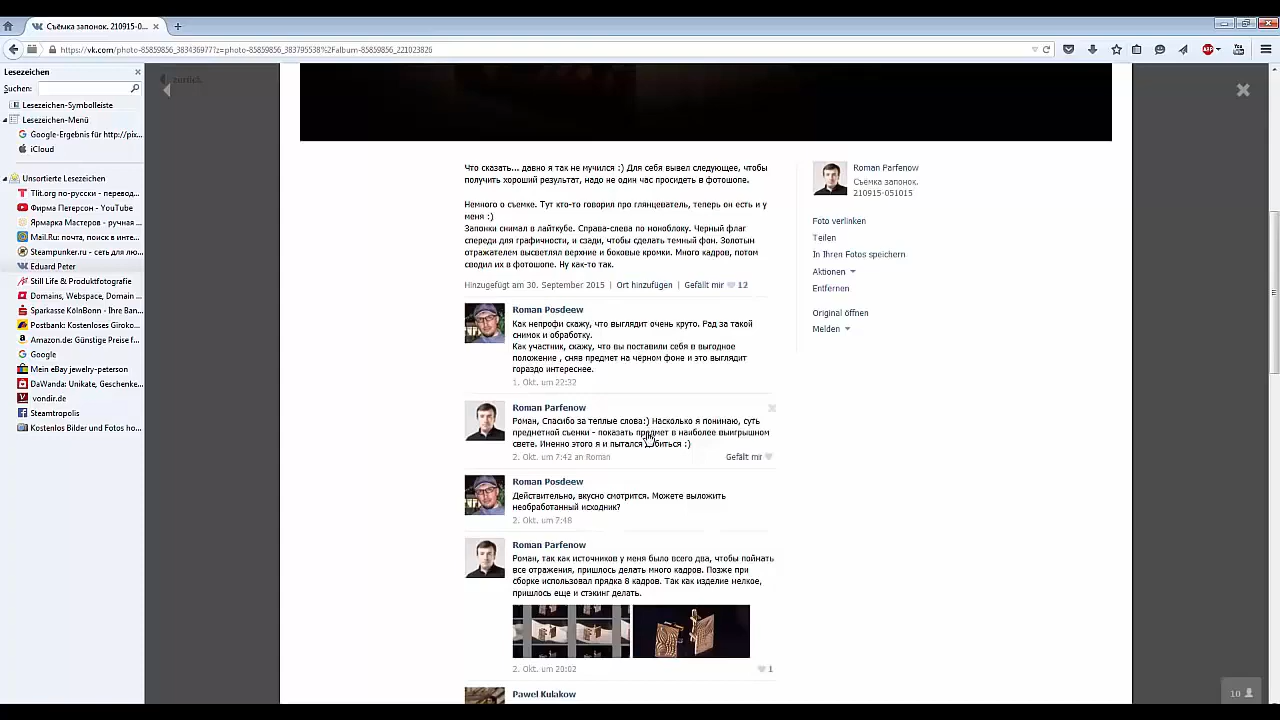 Съёмка запонок. 210915-0...
https://vk.com/photo-85859856_383436977?z=photo-85859856_383795538%2Falbum-85859856_221023826
Lesezeichen
Suchen:
Lesezeichen-Symbolleiste
Lesezeichen-Menü
Google-Ergebnis für http://pix...
iCloud
Unsortierte Lesezeichen
Tlit.org по-русски - перевод...
Фирма Петерсон - YouTube
Ярмарка Мастеров - ручная ...
Mail.Ru: почта, поиск в инте...
Steampunker.ru - сеть для лю...
Eduard Peter
Still Life & Produktfotografie
Domains, Webspace, Domain ...
Sparkasse KölnBonn - Ihre Ban...
Postbank: Kostenloses Giroko...
Amazon.de: Günstige Preise f...
Google
Mein eBay jewelry-peterson
DaWanda: Unikate, Geschenke...
vondir.de
Steamtropolis
Kostenlos Bilder und Fotos ho...
zurück
Что сказать... давно я так не мучился :) Для себя вывел следующее, чтобы
получить хороший результат, надо не один час просидеть в фотошопе.
Немного о съемке. Тут кто-то говорил про глянцеватель, теперь он есть и у
меня :)
Запонки снимал в лайткубе. Справа-слева по моноблоку. Черный флаг
спереди для графичности, и сзади, чтобы сделать темный фон. Золотын
отражателем высветлял верхние и боковые кромки. Много кадров, потом
сводил их в фотошопе. Ну как-то так.
Hinzugefügt am 30. September 2015 | Ort hinzufügen | Gefällt mir 12
Roman Posdeew
Как непрофи скажу, что выглядит очень круто. Рад за такой
снимок и обработку.
Как участник, скажу, что вы поставили себя в выгодное
положение , сняв предмет на черном фоне и это выглядит
гораздо интереснее.
1. Okt. um 22:32
Roman Parfenow
Роман, Спасибо за теплые слова:) Насколько я понимаю, суть
предметной съемки - показать предмет в наиболее выигрышном
свете. Именно этого я и пытался добиться :)
2. Okt. um 7:42 an Roman
Gefällt mir
Roman Posdeew
Действительно, вкусно смотрится. Можете выложить
необработанный исходник?
2. Okt. um 7:48
Roman Parfenow
Роман, так как источников у меня было всего два, чтобы поймать
все отражения, пришлось делать много кадров. Позже при
сборке использовал прядка 8 кадров. Так как изделие мелкое,
пришлось еще и стэкинг делать.
2. Okt. um 20:02
1
Pawel Kulakow
Roman Parfenow
Съёмка запонок.
210915-051015
Foto verlinken
Teilen
In Ihren Fotos speichern
Aktionen
Entfernen
Original öffnen
Melden
10